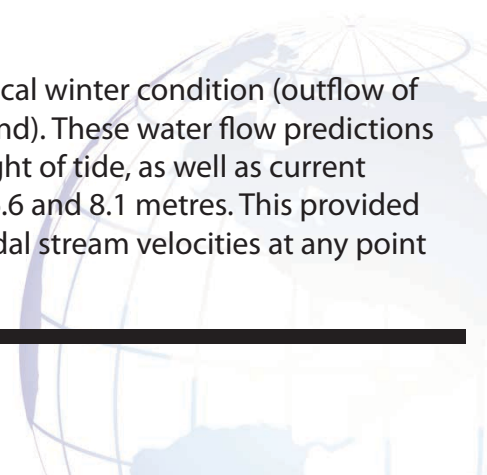 cal winter condition (outflow of
nd). These water flow predictions
ght of tide, as well as current
.6 and 8.1 metres. This provided
dal stream velocities at any point